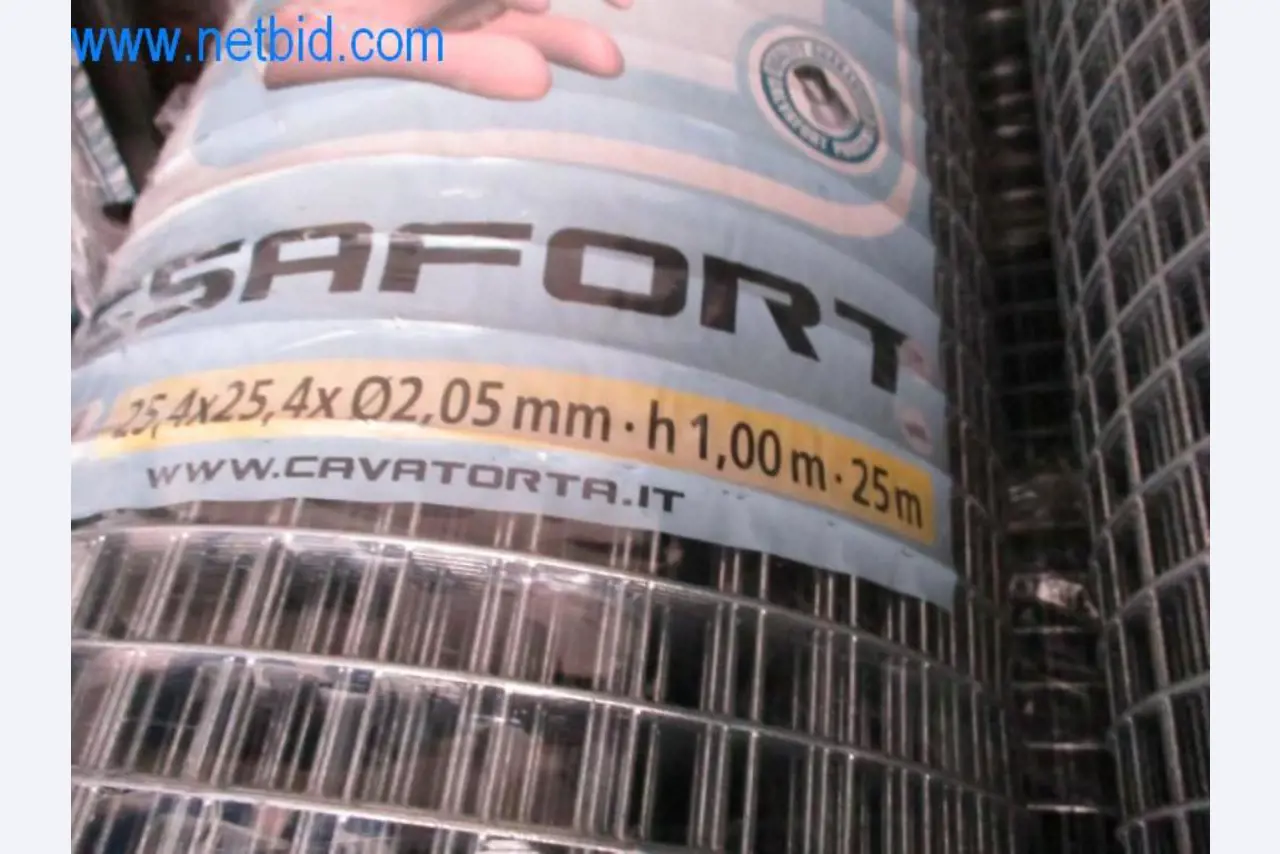 www.netbid.com
SAFORT
25,4x25,4x Ø2,05 mm · h 1,00 m · 25 m
WWW.CAVATORTA.IT